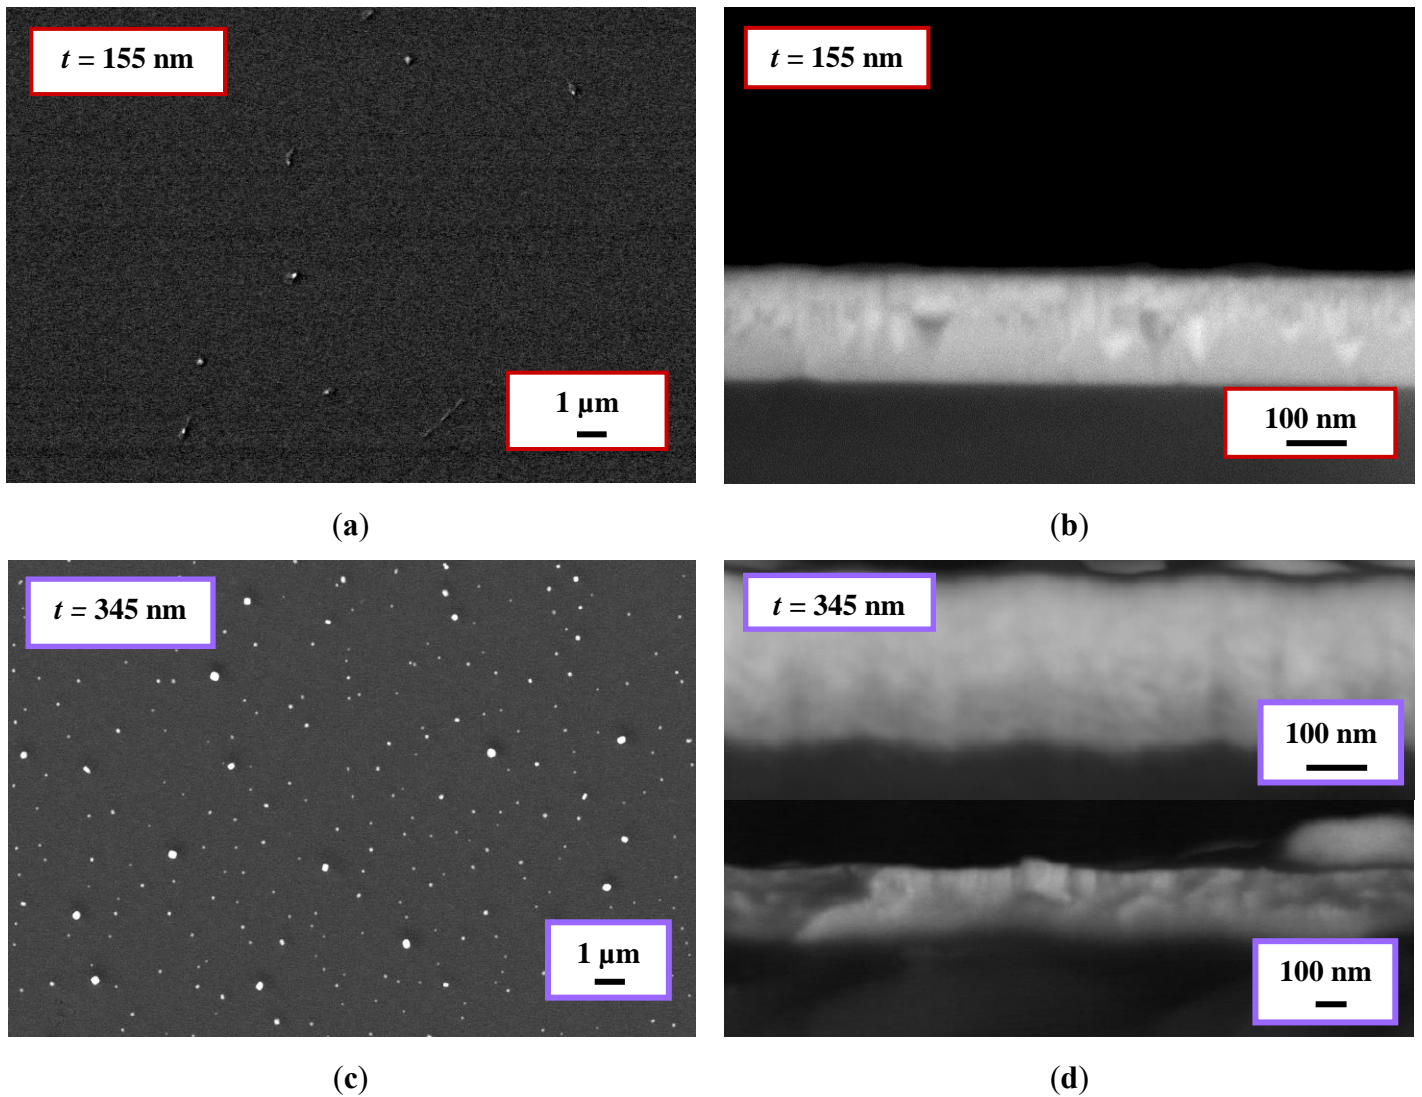 t = 155 nm
t = 155 nm
1 µm
100 nm
(a)
(b)
t = 345 nm
t = 345 nm
100 nm
1 µm
100 nm
(c)
(d)